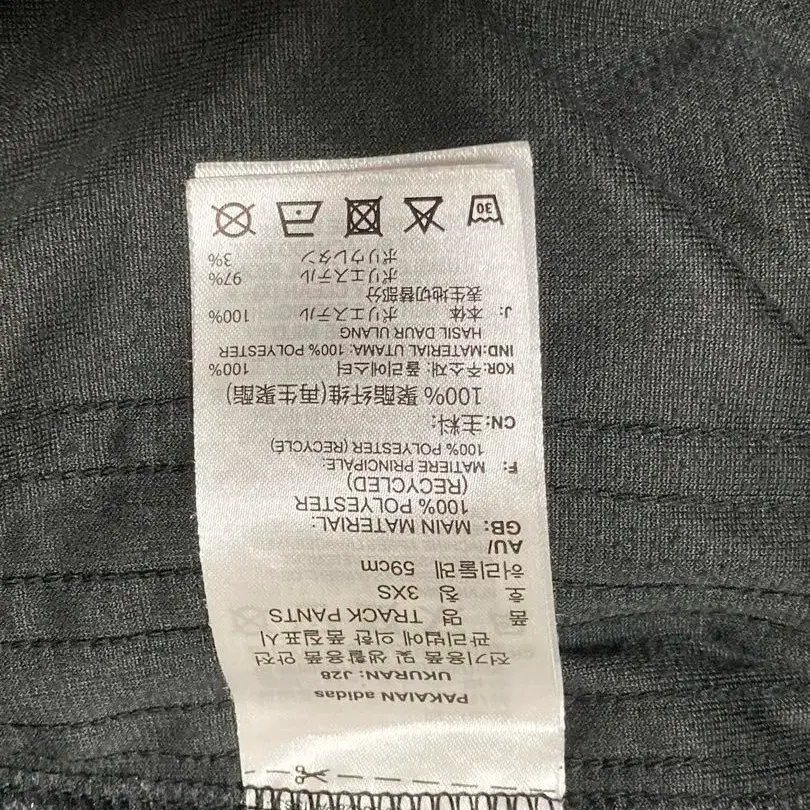 PAKAIAN adidas
UKURAN: J28
전기용품 및 생활용품 안전
관리법에 의한 품질표시
품 명 TRACK PANTS
호 칭 3XS
허리둘레 59cm
AU/
GB: MAIN MATERIAL:
100% POLYESTER
(RECYCLED)
F: MATIERE PRINCIPALE:
100% POLYESTER (RECYCLÉ)
CN: 主料:
100% 聚酯纤维(再生聚酯)
KOR: 주소재: 폴리에스터 100%
IND: MATERIAL UTAMA: 100% POLYESTER
HASIL DAUR ULANG
J: 本体 ポリエステル 100%
表生地切替部分
ポリエステル 97%
ポリウレタン 3%
30